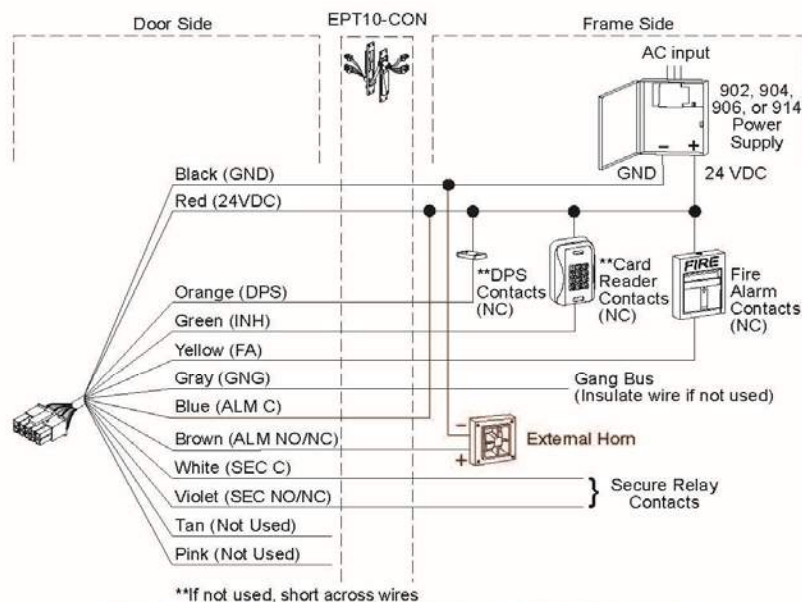 Door Side
EPT10-CON
Frame Side
AC input
902, 904,
906, or 914
Power
Supply
GND
24 VDC
Black (GND)
Red (24VDC)
**DPS
Contacts
(NC)
**Card
Reader
Contacts
(NC)
FIRE
Fire
Alarm
Contacts
(NC)
Orange (DPS)
Green (INH)
Yellow (FA)
Gray (GNG)
Gang Bus
(Insulate wire if not used)
Blue (ALM C)
Brown (ALM NO/NC)
External Horn
White (SEC C)
Violet (SEC NO/NC)
Secure Relay
Contacts
Tan (Not Used)
Pink (Not Used)
**If not used, short across wires